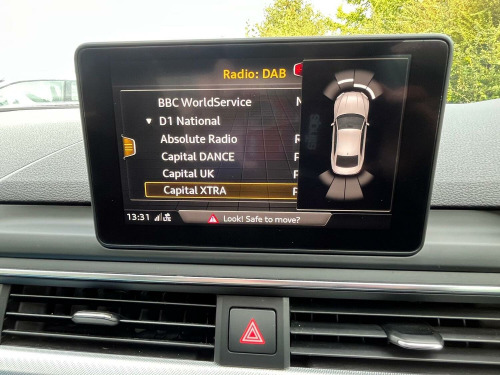 Radio: DAB
BBC WorldService
▼ D1 National
Absolute Radio
Capital DANCE
Capital UK
Capital XTRA
13:31
Look! Safe to move?